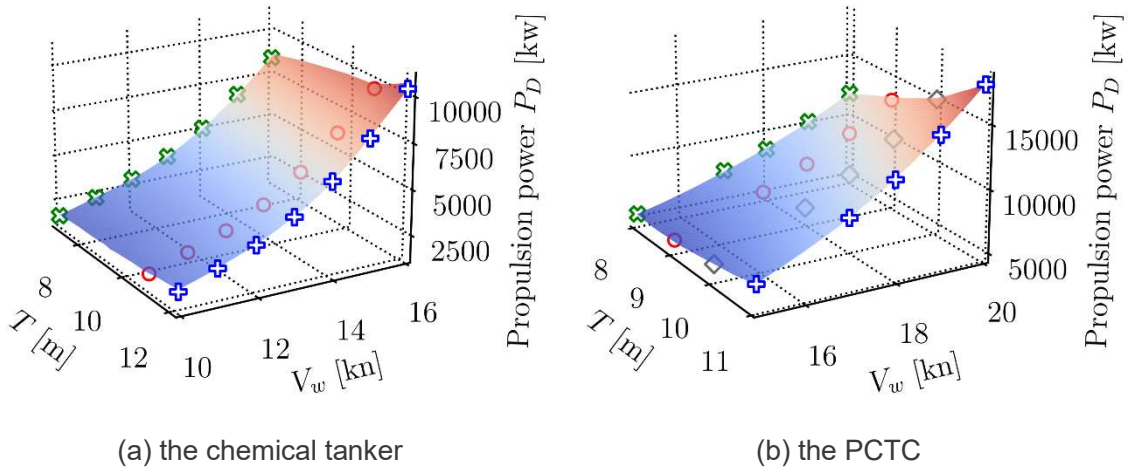 10000
7500
5000
2500
Propulsion power P_D [kw]
8
10
12
T [m]
10
12
14
16
V_w [kn]
(a) the chemical tanker
15000
10000
5000
Propulsion power P_D [kw]
8
9
10
11
T [m]
16
18
20
V_w [kn]
(b) the PCTC